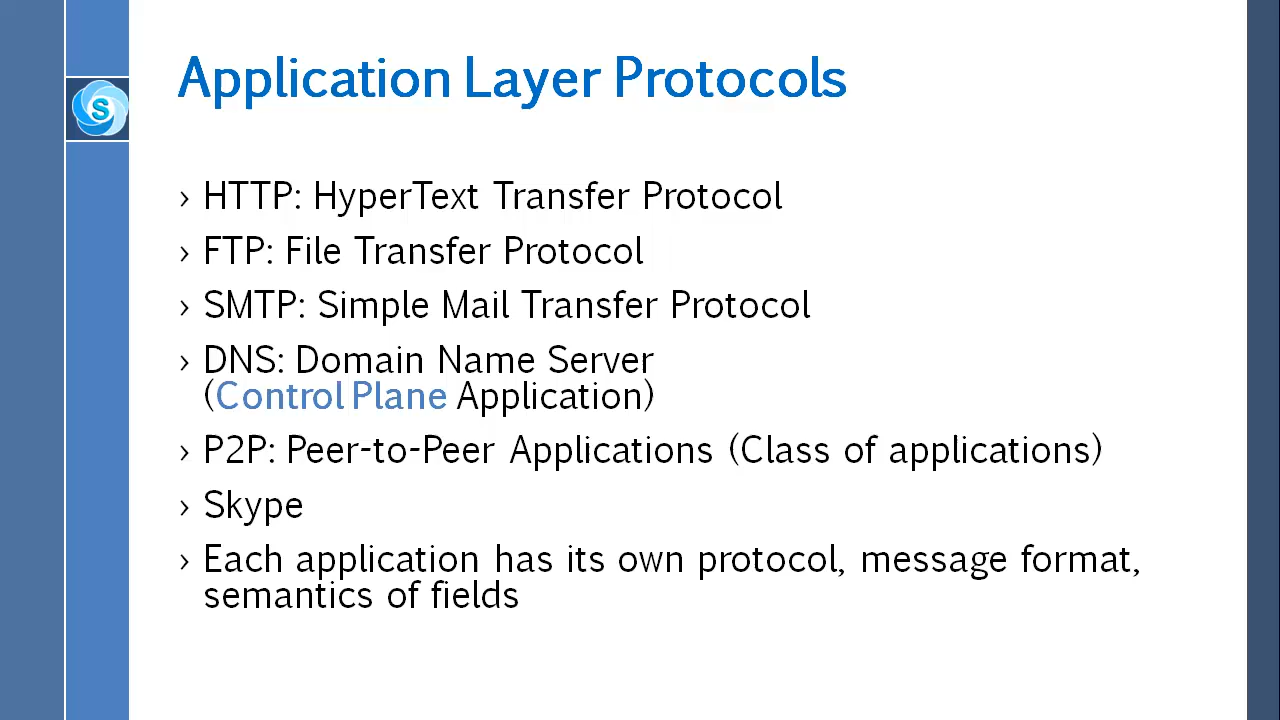 Application Layer Protocols
S
› HTTP: HyperText Transfer Protocol
› FTP: File Transfer Protocol
› SMTP: Simple Mail Transfer Protocol
› DNS: Domain Name Server
(Control Plane Application)
› P2P: Peer-to-Peer Applications (Class of applications)
› Skype
› Each application has its own protocol, message format,
semantics of fields